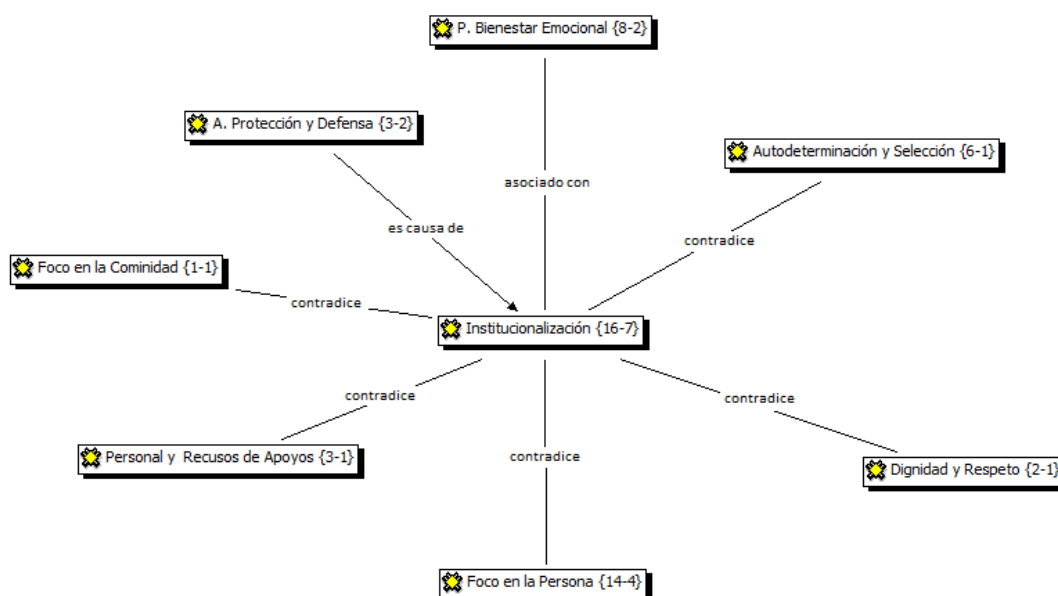 P. Bienestar Emocional {8-2}
A. Protección y Defensa {3-2}
Autodeterminación y Selección {6-1}
asociado con
es causa de
contradice
Foco en la Cominidad {1-1}
contradice
Institucionalización {16-7}
contradice
contradice
contradice
Personal y Recusos de Apoyos {3-1}
Dignidad y Respeto {2-1}
Foco en la Persona {14-4}